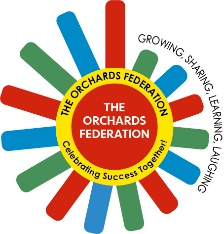 GROWING, SHARING, LEARNING, LAUGHING
THE ORCHARDS FEDERATION
THE
ORCHARDS
FEDERATION
Celebrating Success Together!